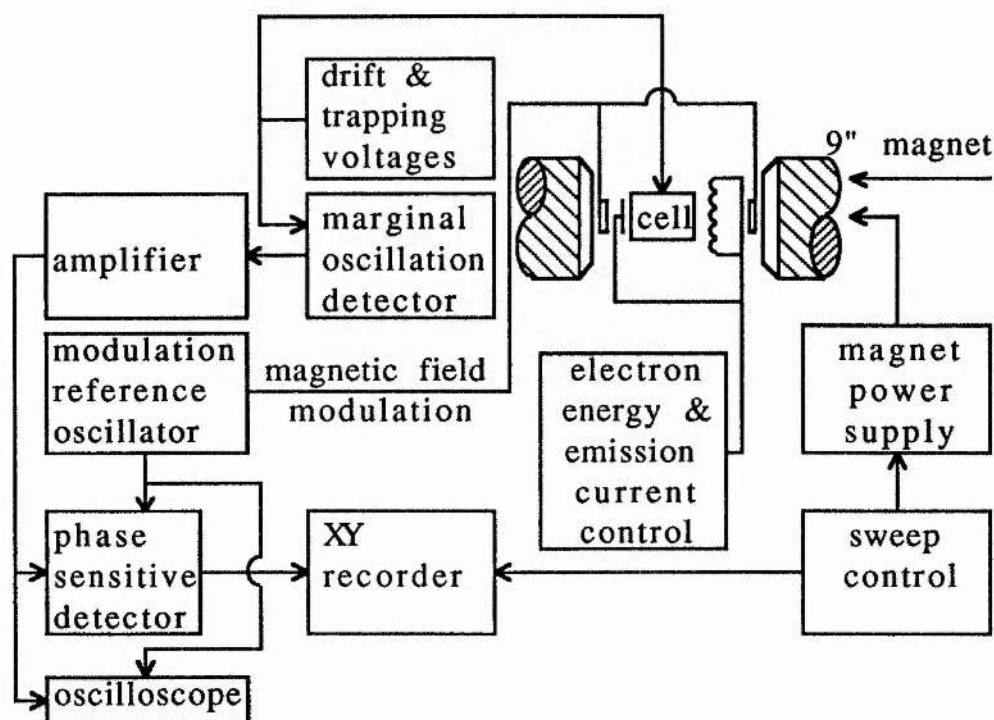 drift &
trapping
voltages
9" magnet
cell
marginal
oscillation
detector
amplifier
modulation
reference
oscillator
magnetic field
modulation
electron
energy &
emission
current
control
magnet
power
supply
phase
sensitive
detector
XY
recorder
sweep
control
oscilloscope